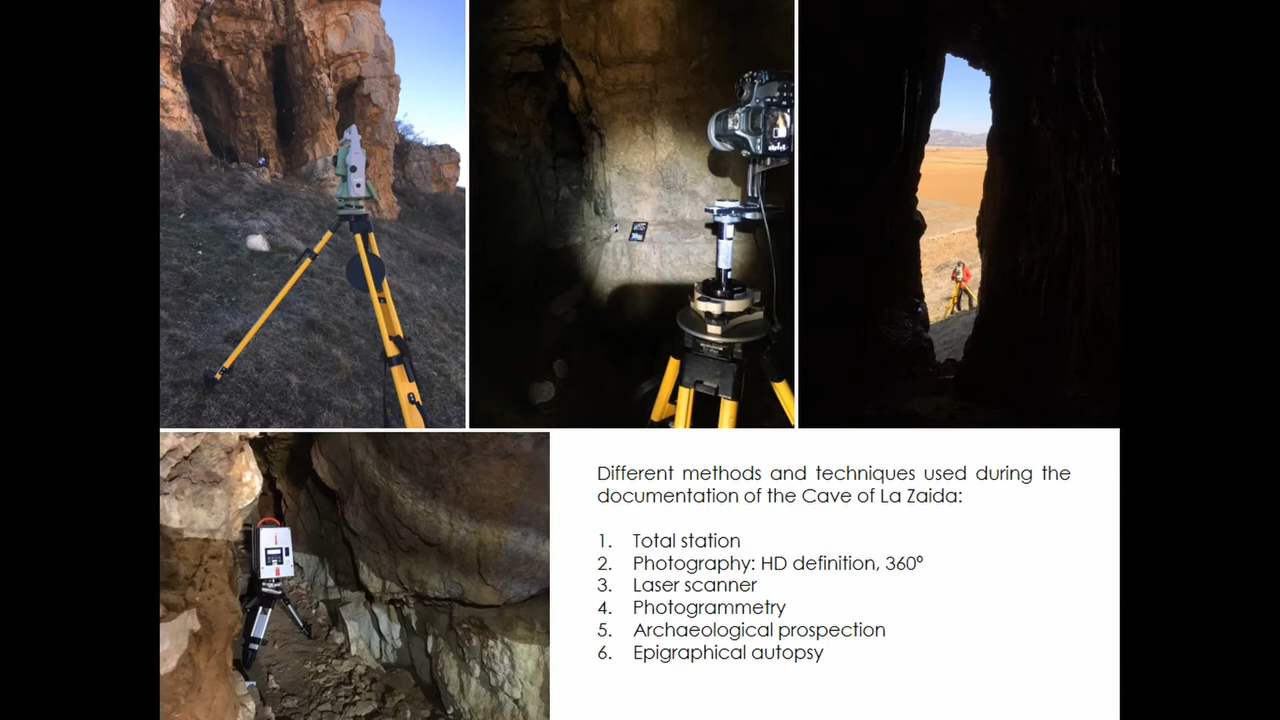 Different methods and techniques used during the
documentation of the Cave of La Zaida:
1. Total station
2. Photography: HD definition, 360º
3. Laser scanner
4. Photogrammetry
5. Archaeological prospection
6. Epigraphical autopsy